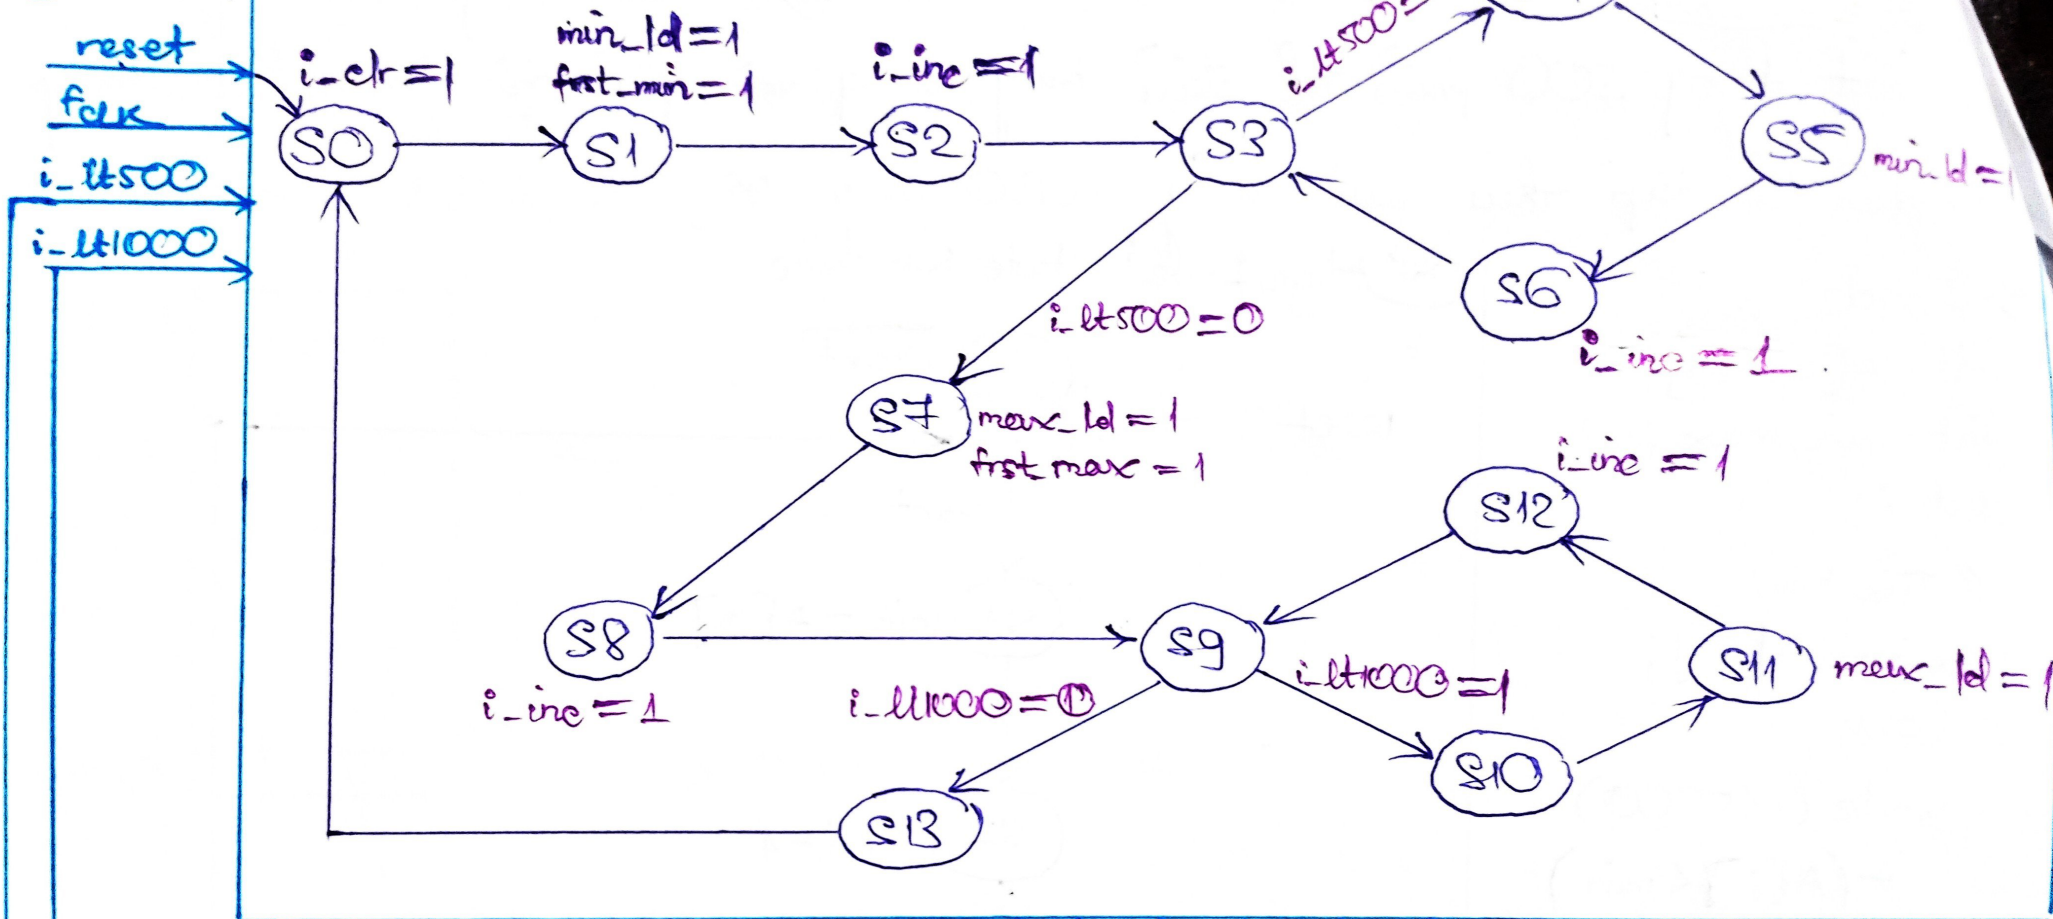 reset
fclk
i_lt500
i_lt1000
i_clr=1
S0
min_ld=1
frst_min=1
S1
i_inc=1
S2
S3
i_lt500=
S5
min_ld=1
S6
i_inc=1
i_lt500=0
S7
max_ld=1
frst_max=1
S8
i_inc=1
S9
i_lt1000=0
i_lt1000=1
S10
S11
max_ld=1
S12
i_inc=1
S13